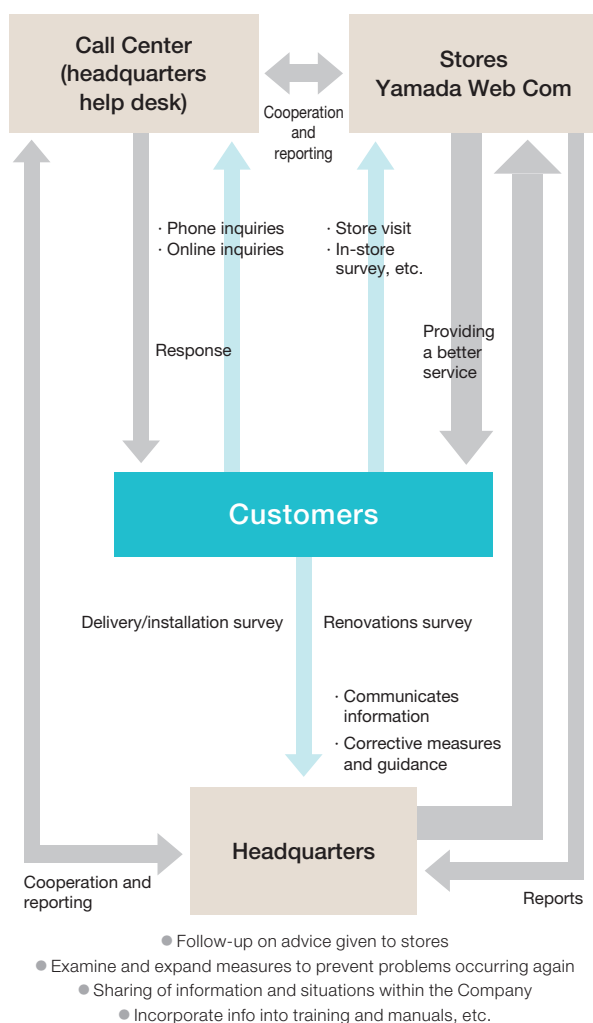 Call Center
(headquarters
help desk)
Stores
Yamada Web Com
Cooperation
and
reporting
· Phone inquiries
· Online inquiries
· Store visit
· In-store
survey, etc.
Response
Providing
a better
service
Customers
Delivery/installation survey
Renovations survey
· Communicates
information
· Corrective measures
and guidance
Headquarters
Cooperation and
reporting
Reports
● Follow-up on advice given to stores
● Examine and expand measures to prevent problems occurring again
● Sharing of information and situations within the Company
● Incorporate info into training and manuals, etc.